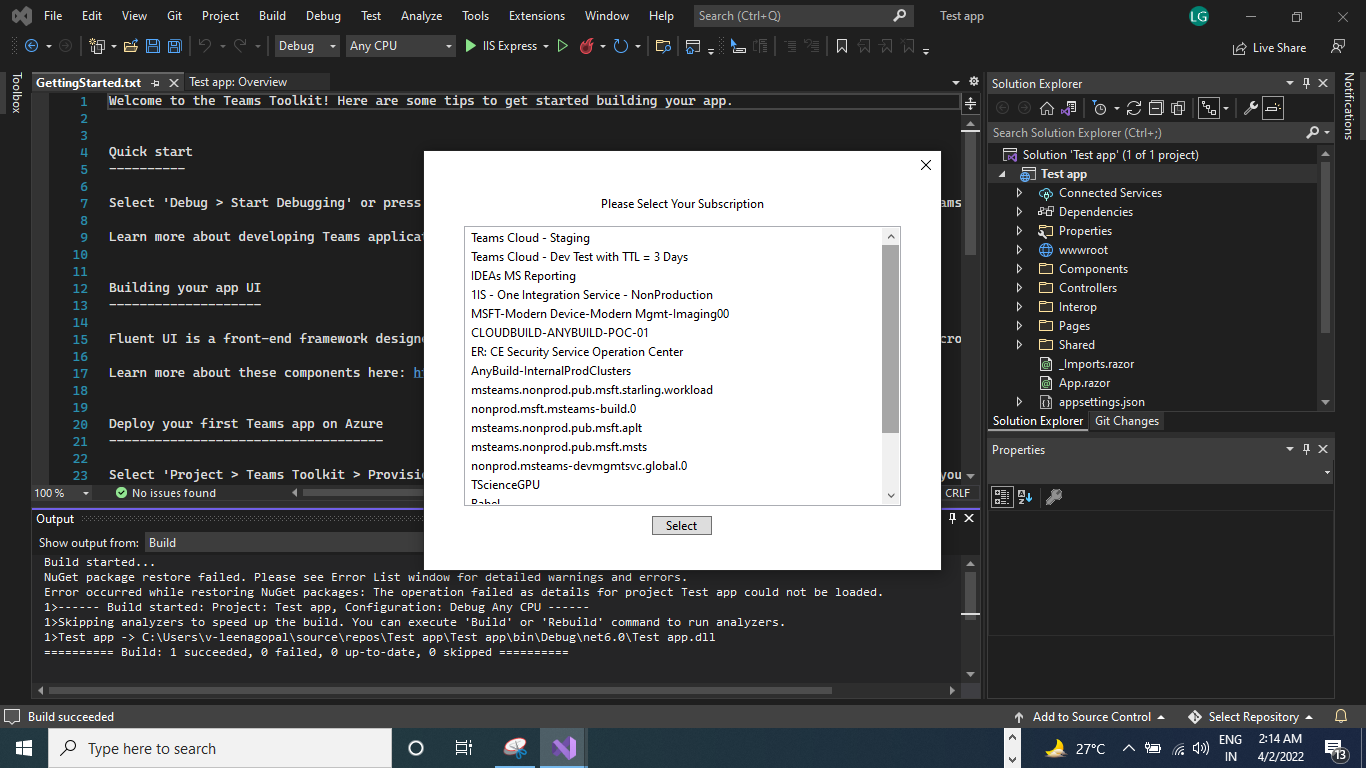 File Edit View Git Project Build Debug Test Analyze Tools Extensions Window Help Search (Ctrl+Q) Test app LG
Debug Any CPU IIS Express Live Share
Toolbox
GettingStarted.txt Test app: Overview
1 Welcome to the Teams Toolkit! Here are some tips to get started building your app.
2
3
4 Quick start
5 ----------
6
7 Select 'Debug > Start Debugging' or press
8
9 Learn more about developing Teams applicat
10
11
12 Building your app UI
13 --------------------
14
15 Fluent UI is a front-end framework designe
16
17 Learn more about these components here: h
18
19
20 Deploy your first Teams app on Azure
21 ------------------------------------
22
23 Select 'Project > Teams Toolkit > Provisio
100 % No issues found CRLF
Please Select Your Subscription
Teams Cloud - Staging
Teams Cloud - Dev Test with TTL = 3 Days
IDEAs MS Reporting
1IS - One Integration Service - NonProduction
MSFT-Modern Device-Modern Mgmt-Imaging00
CLOUDBUILD-ANYBUILD-POC-01
ER: CE Security Service Operation Center
AnyBuild-InternalProdClusters
msteams.nonprod.pub.msft.starling.workload
nonprod.msft.msteams-build.0
msteams.nonprod.pub.msft.aplt
msteams.nonprod.pub.msft.msts
nonprod.msteams-devmgmtsvc.global.0
TScienceGPU
Select
Output
Show output from: Build
Build started...
NuGet package restore failed. Please see Error List window for detailed warnings and errors.
Error occurred while restoring NuGet packages: The operation failed as details for project Test app could not be loaded.
1>------ Build started: Project: Test app, Configuration: Debug Any CPU ------
1>Skipping analyzers to speed up the build. You can execute 'Build' or 'Rebuild' command to run analyzers.
1>Test app -> C:\Users\v-leenagopal\source\repos\Test app\Test app\bin\Debug\net6.0\Test app.dll
========== Build: 1 succeeded, 0 failed, 0 up-to-date, 0 skipped ==========
Solution Explorer
Search Solution Explorer (Ctrl+;)
Solution 'Test app' (1 of 1 project)
Test app
Connected Services
Dependencies
Properties
wwwroot
Components
Controllers
Interop
Pages
Shared
_Imports.razor
App.razor
appsettings.json
Solution Explorer Git Changes
Properties
Notifications
Build succeeded Add to Source Control Select Repository
Type here to search 27°C ENG IN 2:14 AM 4/2/2022 13